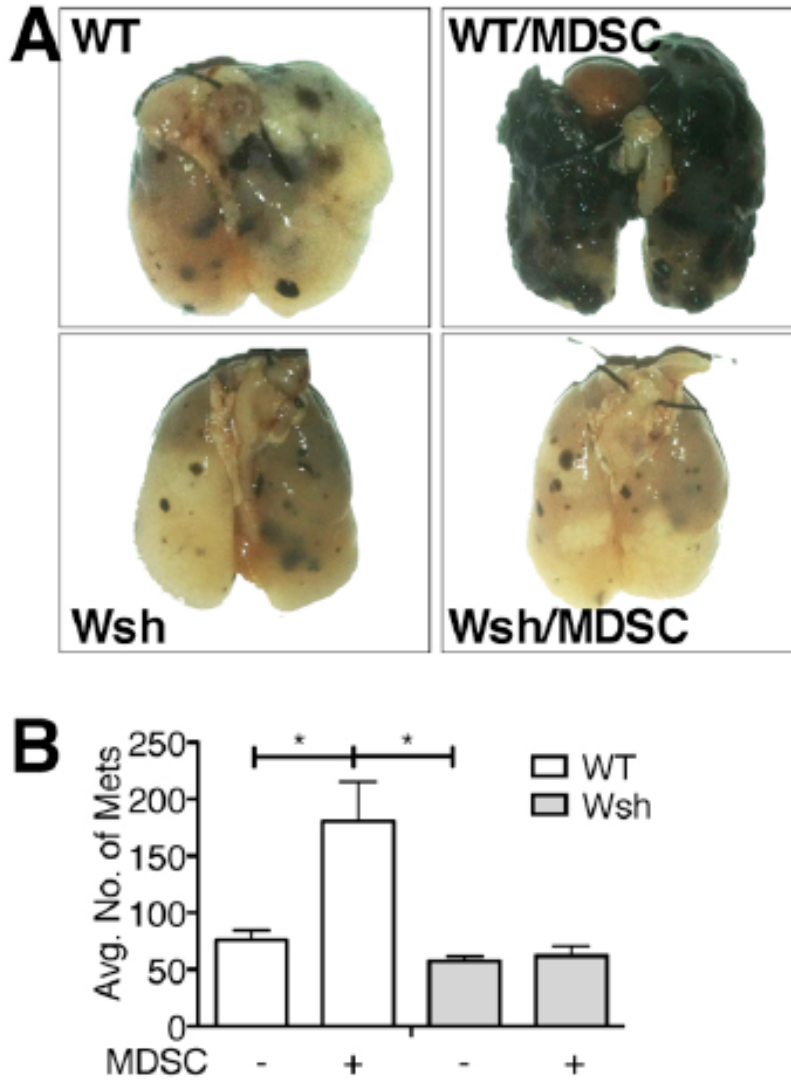 A
WT
WT/MDSC
Wsh
Wsh/MDSC
B
Avg. No. of Mets
250
200
150
100
50
0
* *
WT
Wsh
MDSC - + - +